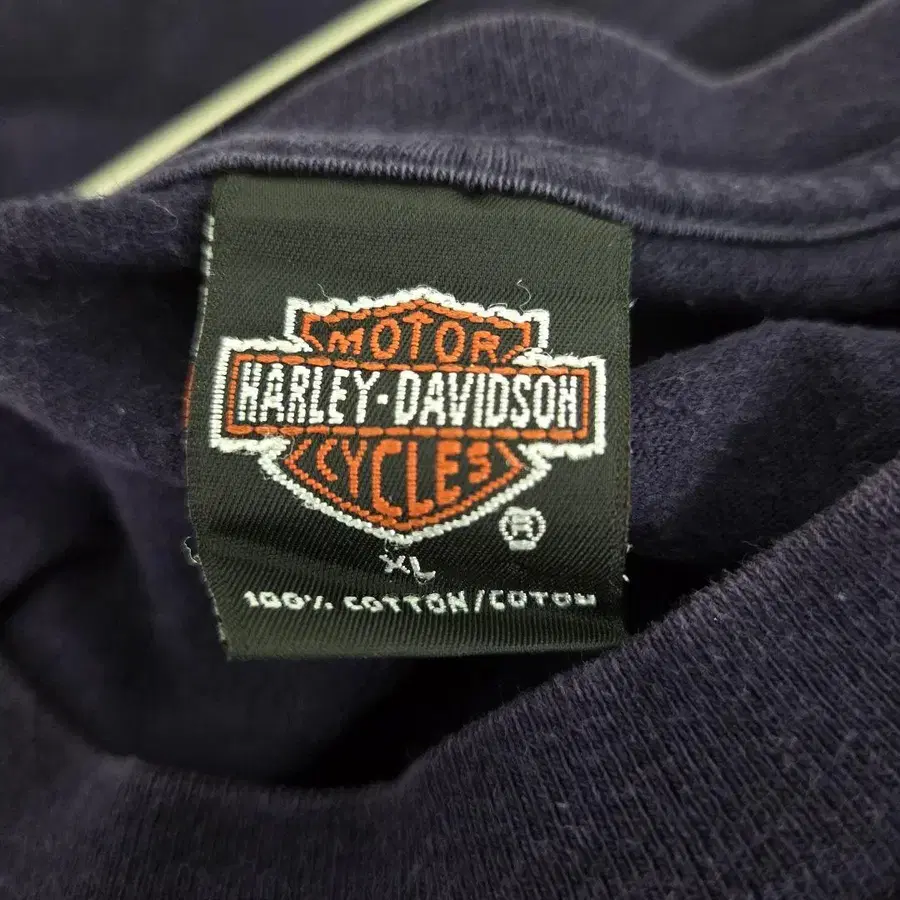 MOTOR
HARLEY-DAVIDSON
CYCLES
®
XL
100% COTTON/COTON